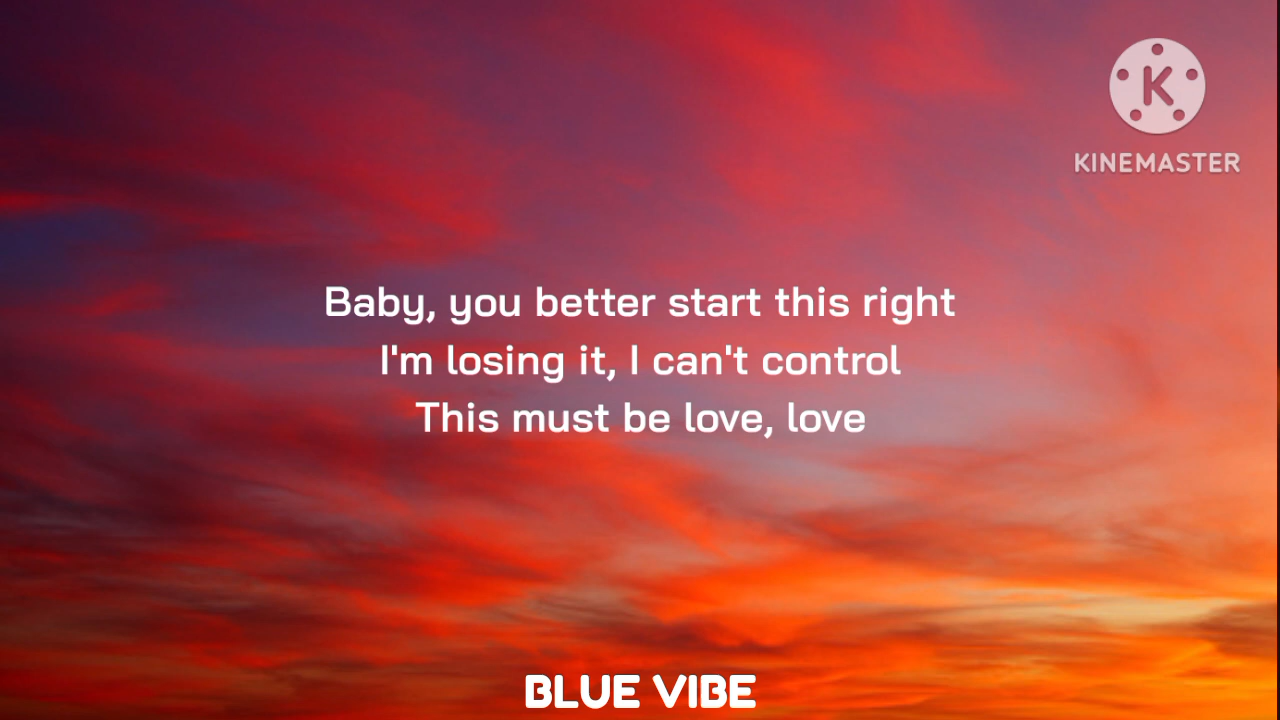 K
KINEMASTER
Baby, you better start this right
I'm losing it, I can't control
This must be love, love
BLUE VIBE